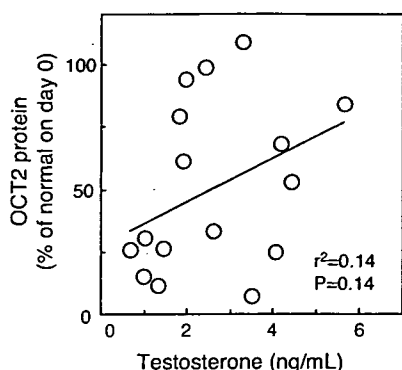 OCT2 protein
(% of normal on day 0)
100
50
0
r²=0.14
P=0.14
0 2 4 6
Testosterone (ng/mL)